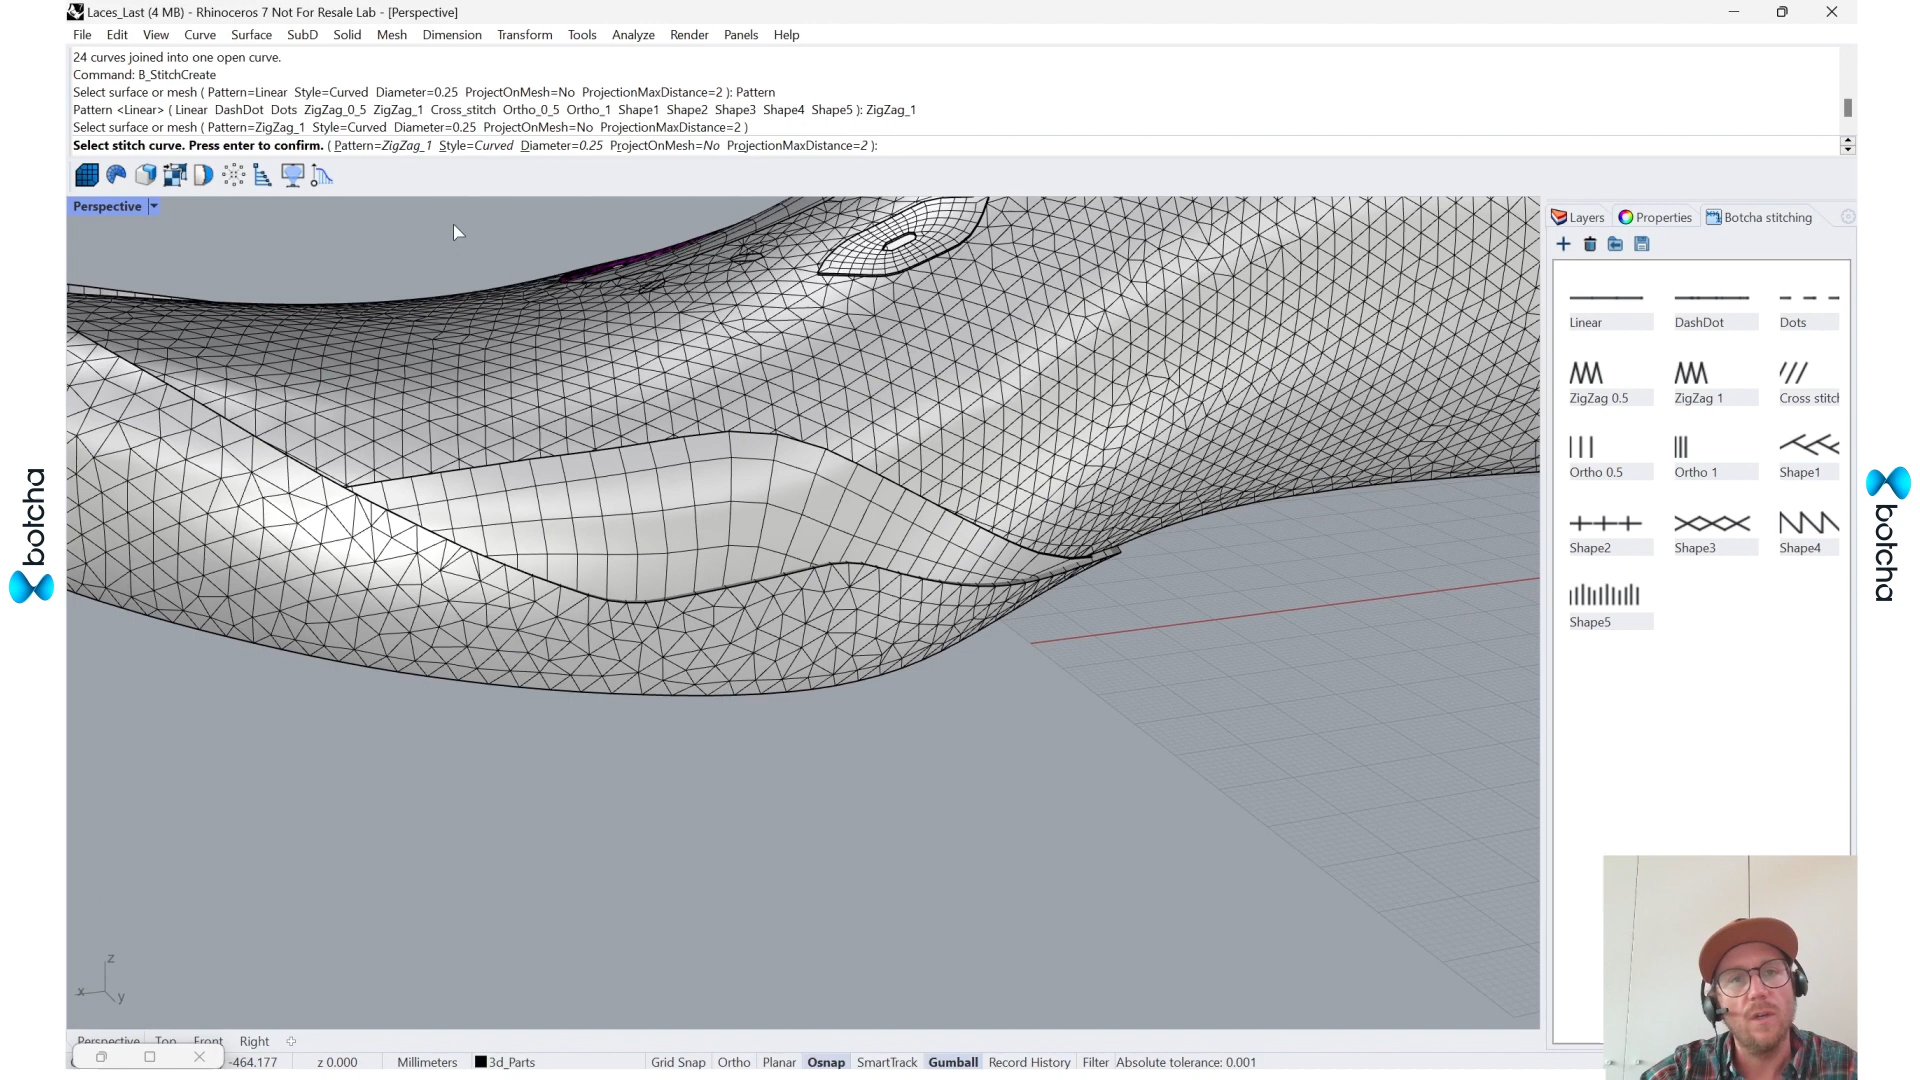 Laces_Last (4 MB) - Rhinoceros 7 Not For Resale Lab - [Perspective]
File Edit View Curve Surface SubD Solid Mesh Dimension Transform Tools Analyze Render Panels Help
24 curves joined into one open curve.
Command: B_StitchCreate
Select surface or mesh ( Pattern=Linear Style=Curved Diameter=0.25 ProjectOnMesh=No ProjectionMaxDistance=2 ): Pattern
Pattern <Linear> ( Linear DashDot Dots ZigZag_0_5 ZigZag_1 Cross_stitch Ortho_0_5 Ortho_1 Shape1 Shape2 Shape3 Shape4 Shape5 ): ZigZag_1
Select surface or mesh ( Pattern=ZigZag_1 Style=Curved Diameter=0.25 ProjectOnMesh=No ProjectionMaxDistance=2 )
Select stitch curve. Press enter to confirm. ( Pattern=ZigZag_1 Style=Curved Diameter=0.25 ProjectOnMesh=No ProjectionMaxDistance=2 ):
Perspective
Layers Properties Botcha stitching
Linear DashDot Dots
ZigZag 0.5 ZigZag 1 Cross stitch
Ortho 0.5 Ortho 1 Shape1
Shape2 Shape3 Shape4
Shape5
botcha
botcha
z
x
y
Perspective Top Front Right
-464.177 z 0.000 Millimeters 3d_Parts Grid Snap Ortho Planar Osnap SmartTrack Gumball Record History Filter Absolute tolerance: 0.001